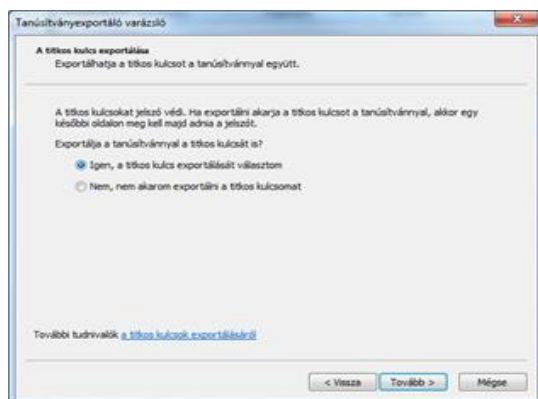 Tanúsítványexportáló varázsló
A titkos kulcs exportálása
Exportálhatja a titkos kulcsot a tanúsítvánnyal együtt.
A titkos kulcsokat jelszó védi. Ha exportálni akarja a titkos kulcsot a tanúsítvánnyal, akkor egy
későbbi oldalon meg kell majd adnia a jelszót.
Exportálja a tanúsítvánnyal a titkos kulcsát is?
Igen, a titkos kulcs exportálását választom
Nem, nem akarom exportálni a titkos kulcsomat
További tudnivalók a titkos kulcsok exportálásáról
< Vissza Tovább > Mégse